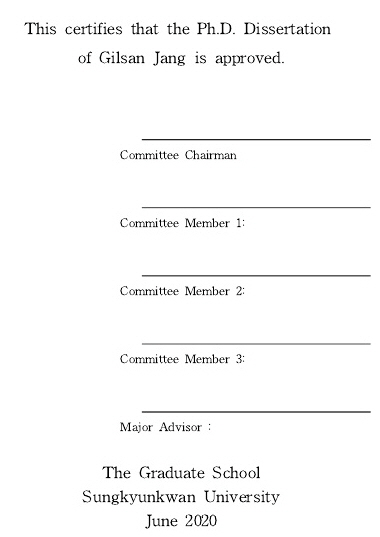 This certifies that the Ph.D. Dissertation
of Gilsan Jang is approved.
Committee Chairman
Committee Member 1:
Committee Member 2:
Committee Member 3:
Major Advisor :
The Graduate School
Sungkyunkwan University
June 2020